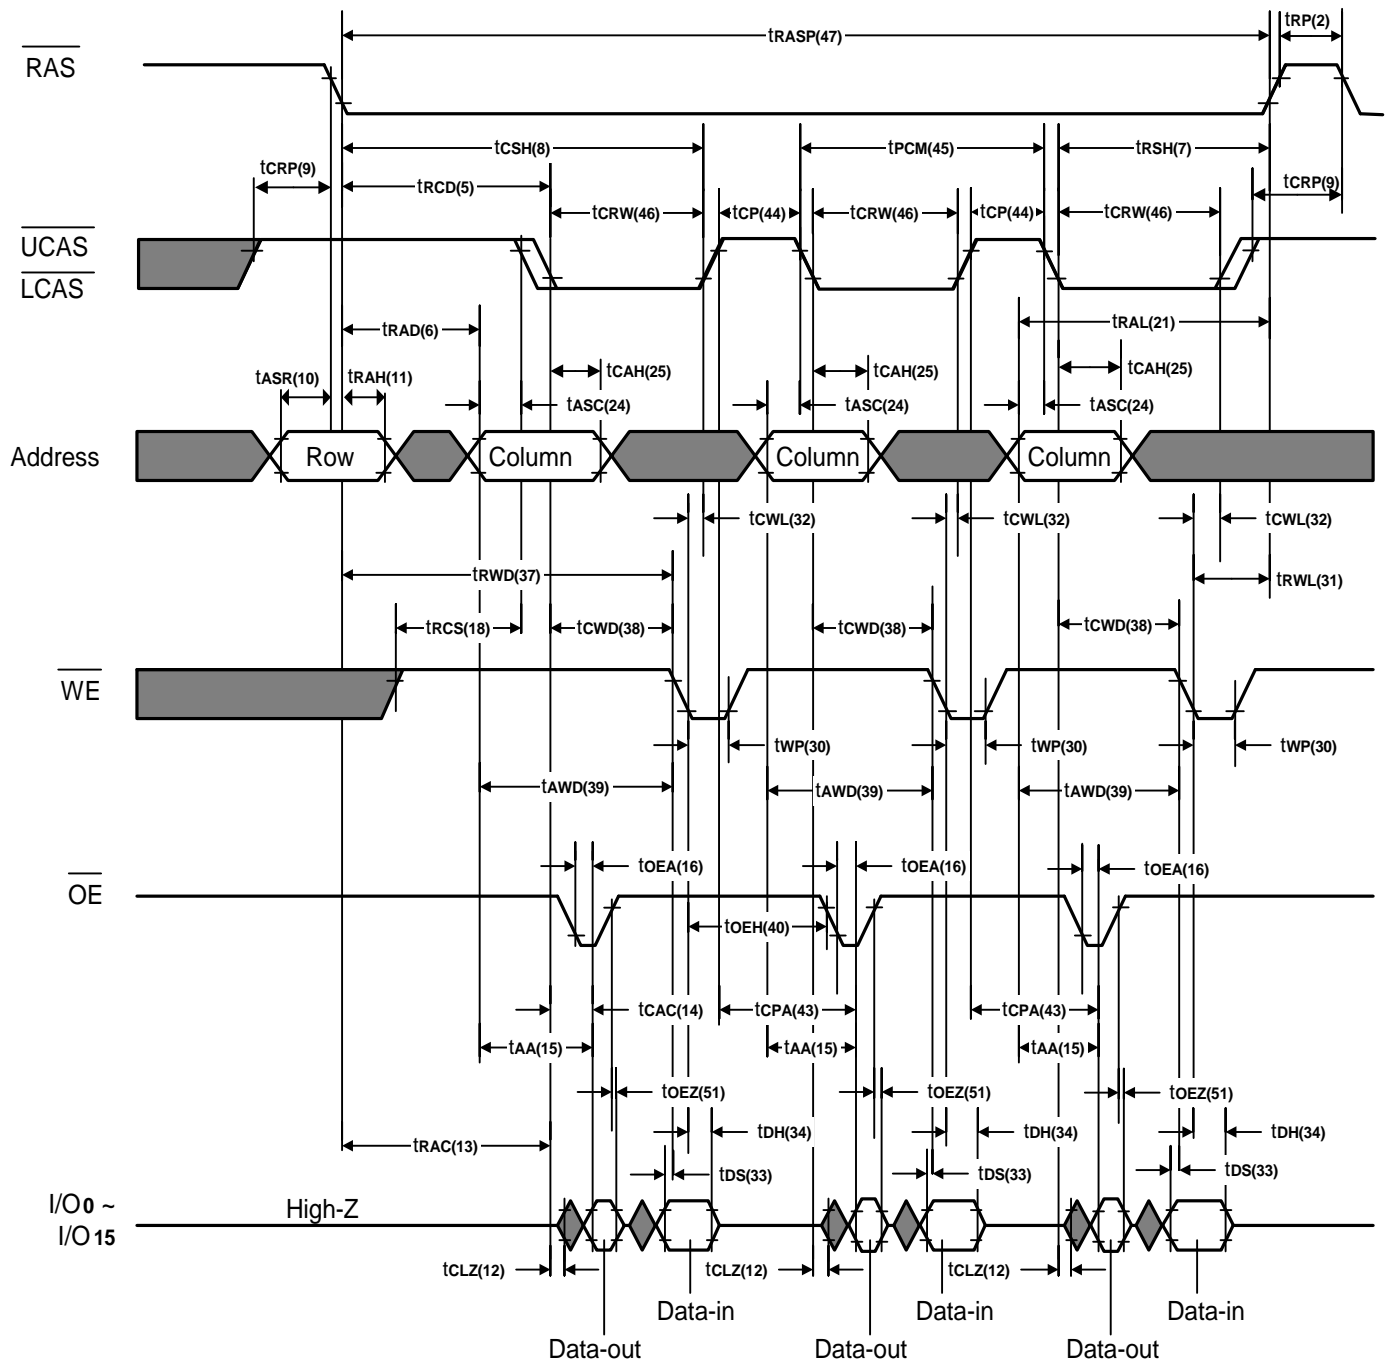 tRASP(47) tRP(2)
RAS
tCSH(8) tPCM(45) tRSH(7)
tCRP(9) tRCD(5) tCRP(9)
tCRW(46) tCP(44) tCRW(46) tCP(44) tCRW(46)
UCAS
LCAS
tRAD(6) tRAL(21)
tASR(10) tRAH(11) tCAH(25) tCAH(25) tCAH(25)
tASC(24) tASC(24) tASC(24)
Address Row Column Column Column
tCWL(32) tCWL(32) tCWL(32)
tRWD(37) tRWL(31)
tRCS(18) tCWD(38) tCWD(38) tCWD(38)
WE
tWP(30) tWP(30) tWP(30)
tAWD(39) tAWD(39) tAWD(39)
tOEA(16) tOEA(16) tOEA(16)
OE
tOEH(40)
tCAC(14) tCPA(43) tCPA(43)
tAA(15) tAA(15) tAA(15)
tOEZ(51) tOEZ(51) tOEZ(51)
tRAC(13) tDH(34) tDH(34) tDH(34)
tDS(33) tDS(33) tDS(33)
I/O0 ~ High-Z
I/O15
tCLZ(12) tCLZ(12) tCLZ(12)
Data-in Data-in Data-in
Data-out Data-out Data-out